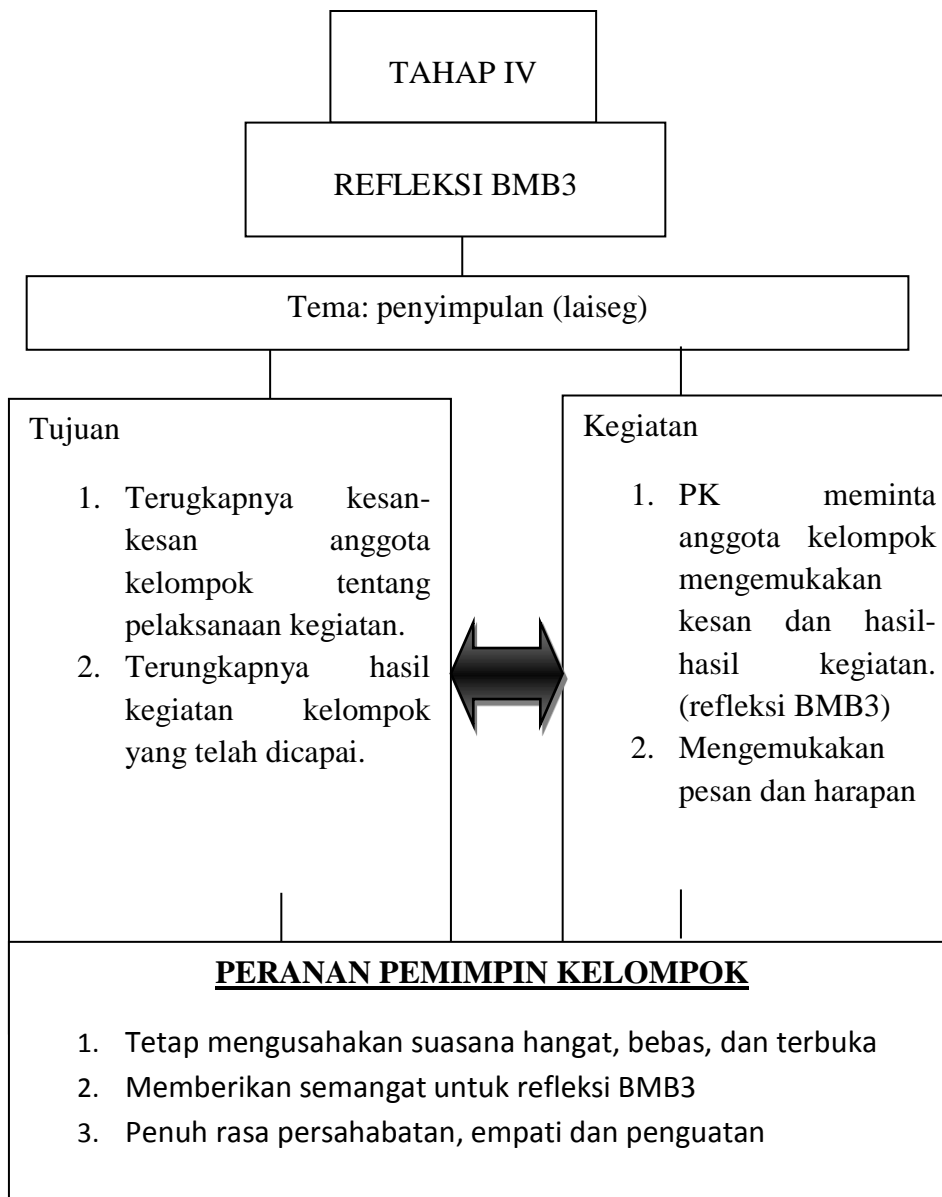 TAHAP IV
REFLEKSI BMB3
Tema: penyimpulan (laiseg)
Tujuan
1. Terugkapnya kesan-
kesan anggota
kelompok tentang
pelaksanaan kegiatan.
2. Terungkapnya hasil
kegiatan kelompok
yang telah dicapai.
Kegiatan
1. PK meminta
anggota kelompok
mengemukakan
kesan dan hasil-
hasil kegiatan.
(refleksi BMB3)
2. Mengemukakan
pesan dan harapan
PERANAN PEMIMPIN KELOMPOK
1. Tetap mengusahakan suasana hangat, bebas, dan terbuka
2. Memberikan semangat untuk refleksi BMB3
3. Penuh rasa persahabatan, empati dan penguatan